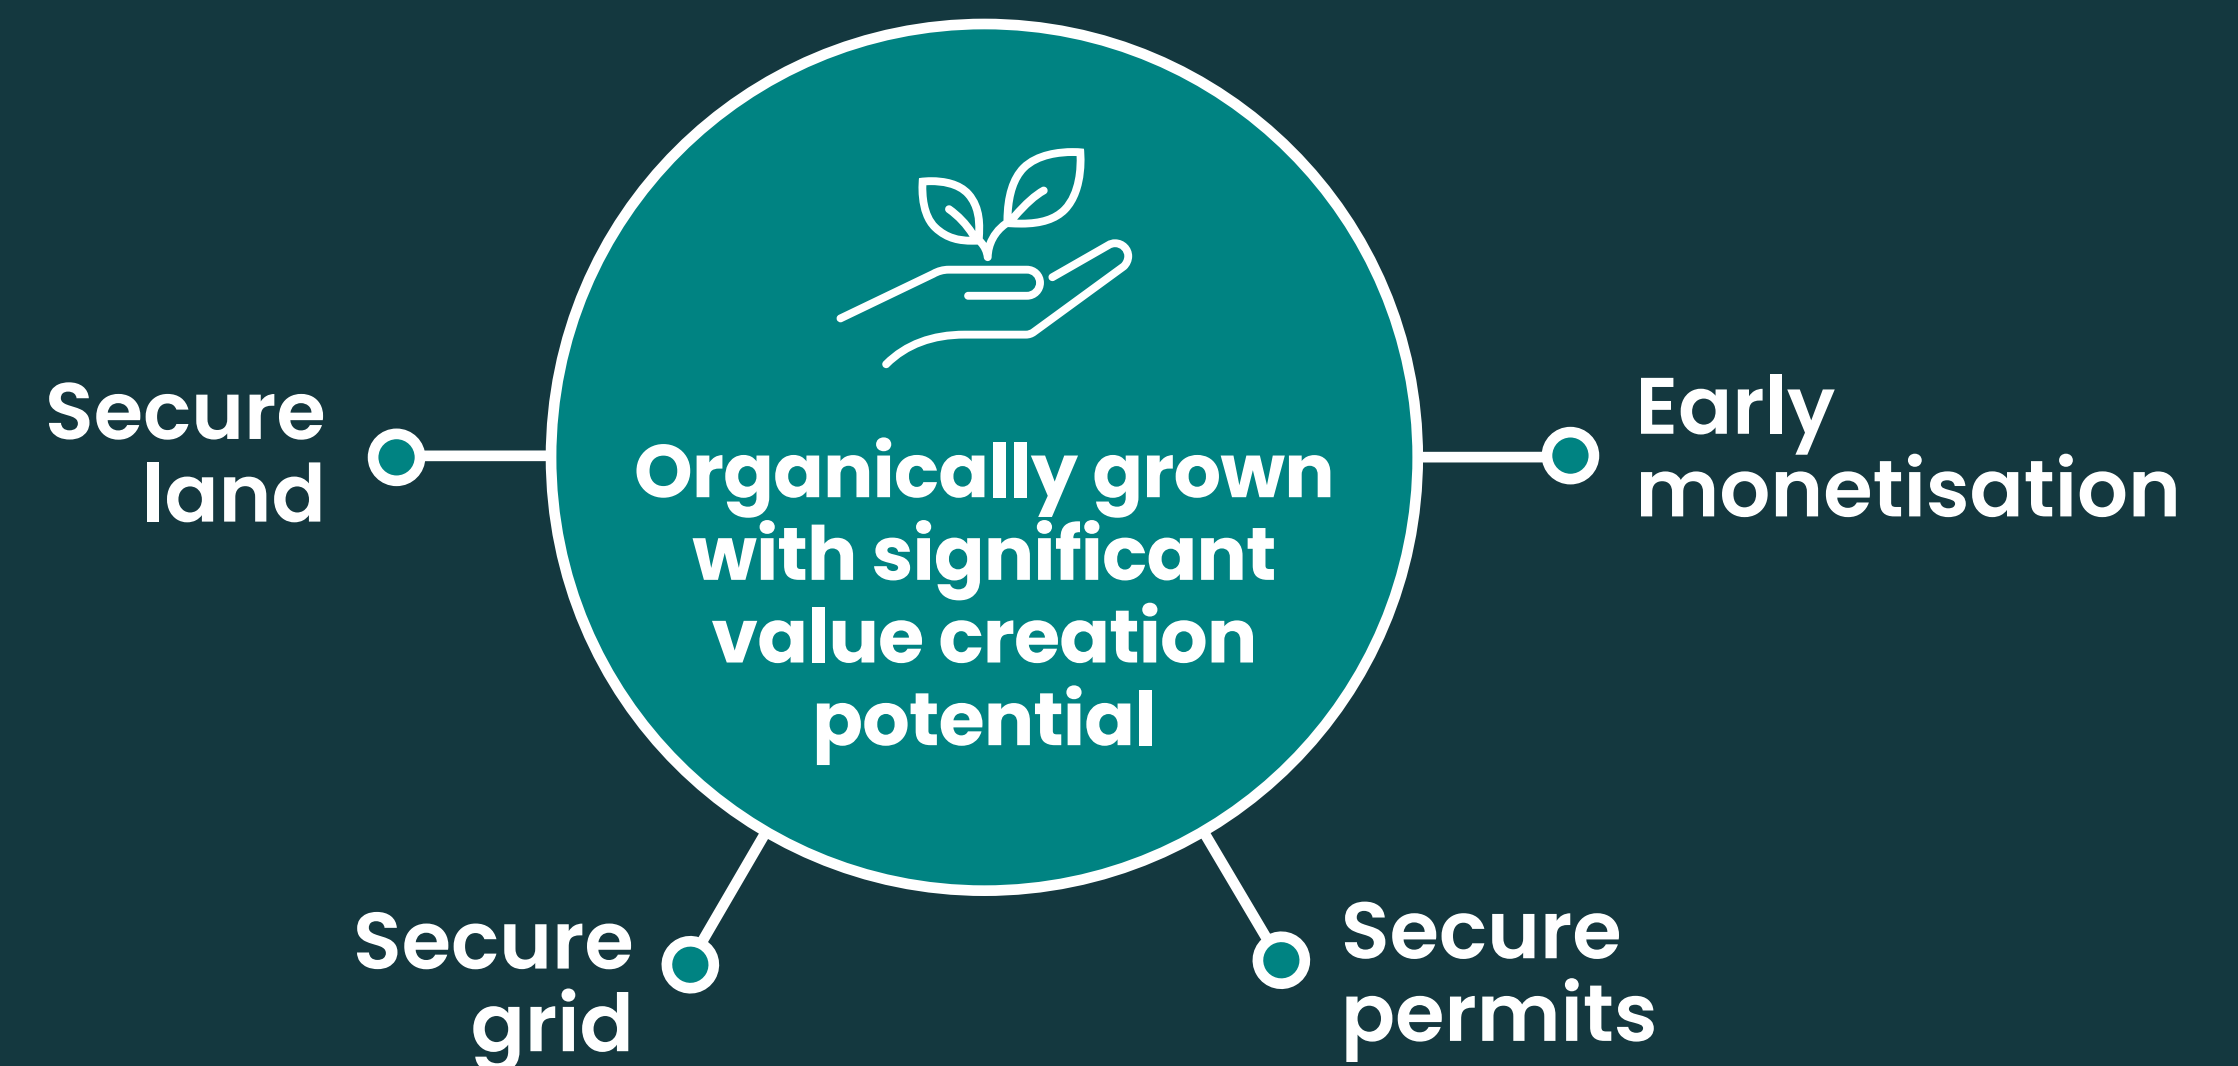 Secure
land
Organically grown
with significant
value creation
potential
Early
monetisation
Secure
grid
Secure
permits